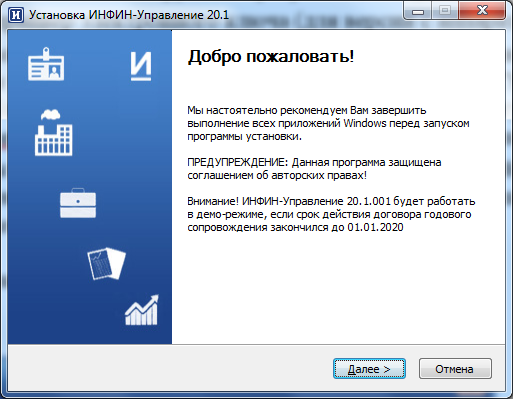 Установка ИНФИН-Управление 20.1
И
Добро пожаловать!
Мы настоятельно рекомендуем Вам завершить
выполнение всех приложений Windows перед запуском
программы установки.
ПРЕДУПРЕЖДЕНИЕ: Данная программа защищена
соглашением об авторских правах!
Внимание! ИНФИН-Управление 20.1.001 будет работать
в демо-режиме, если срок действия договора годового
сопровождения закончился до 01.01.2020
Далее >
Отмена